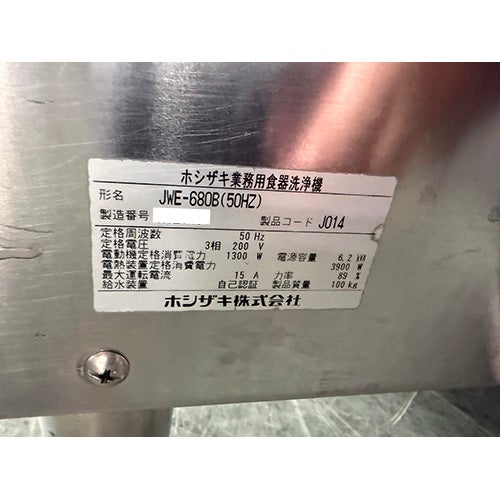 ホシザキ業務用食器洗浄機
形名 JWE-680B(50HZ)
製造番号 製品コード J014
定格周波数 50 Hz
定格電圧 3相 200 V
電動機定格消費電力 1300 W 電源容量 6.2 kVA
電熱装置定格消費電力 3900 W
最大運転電流 15 A 力率 89 %
給水装置 自己認証 製品質量 100 kg
ホシザキ株式会社